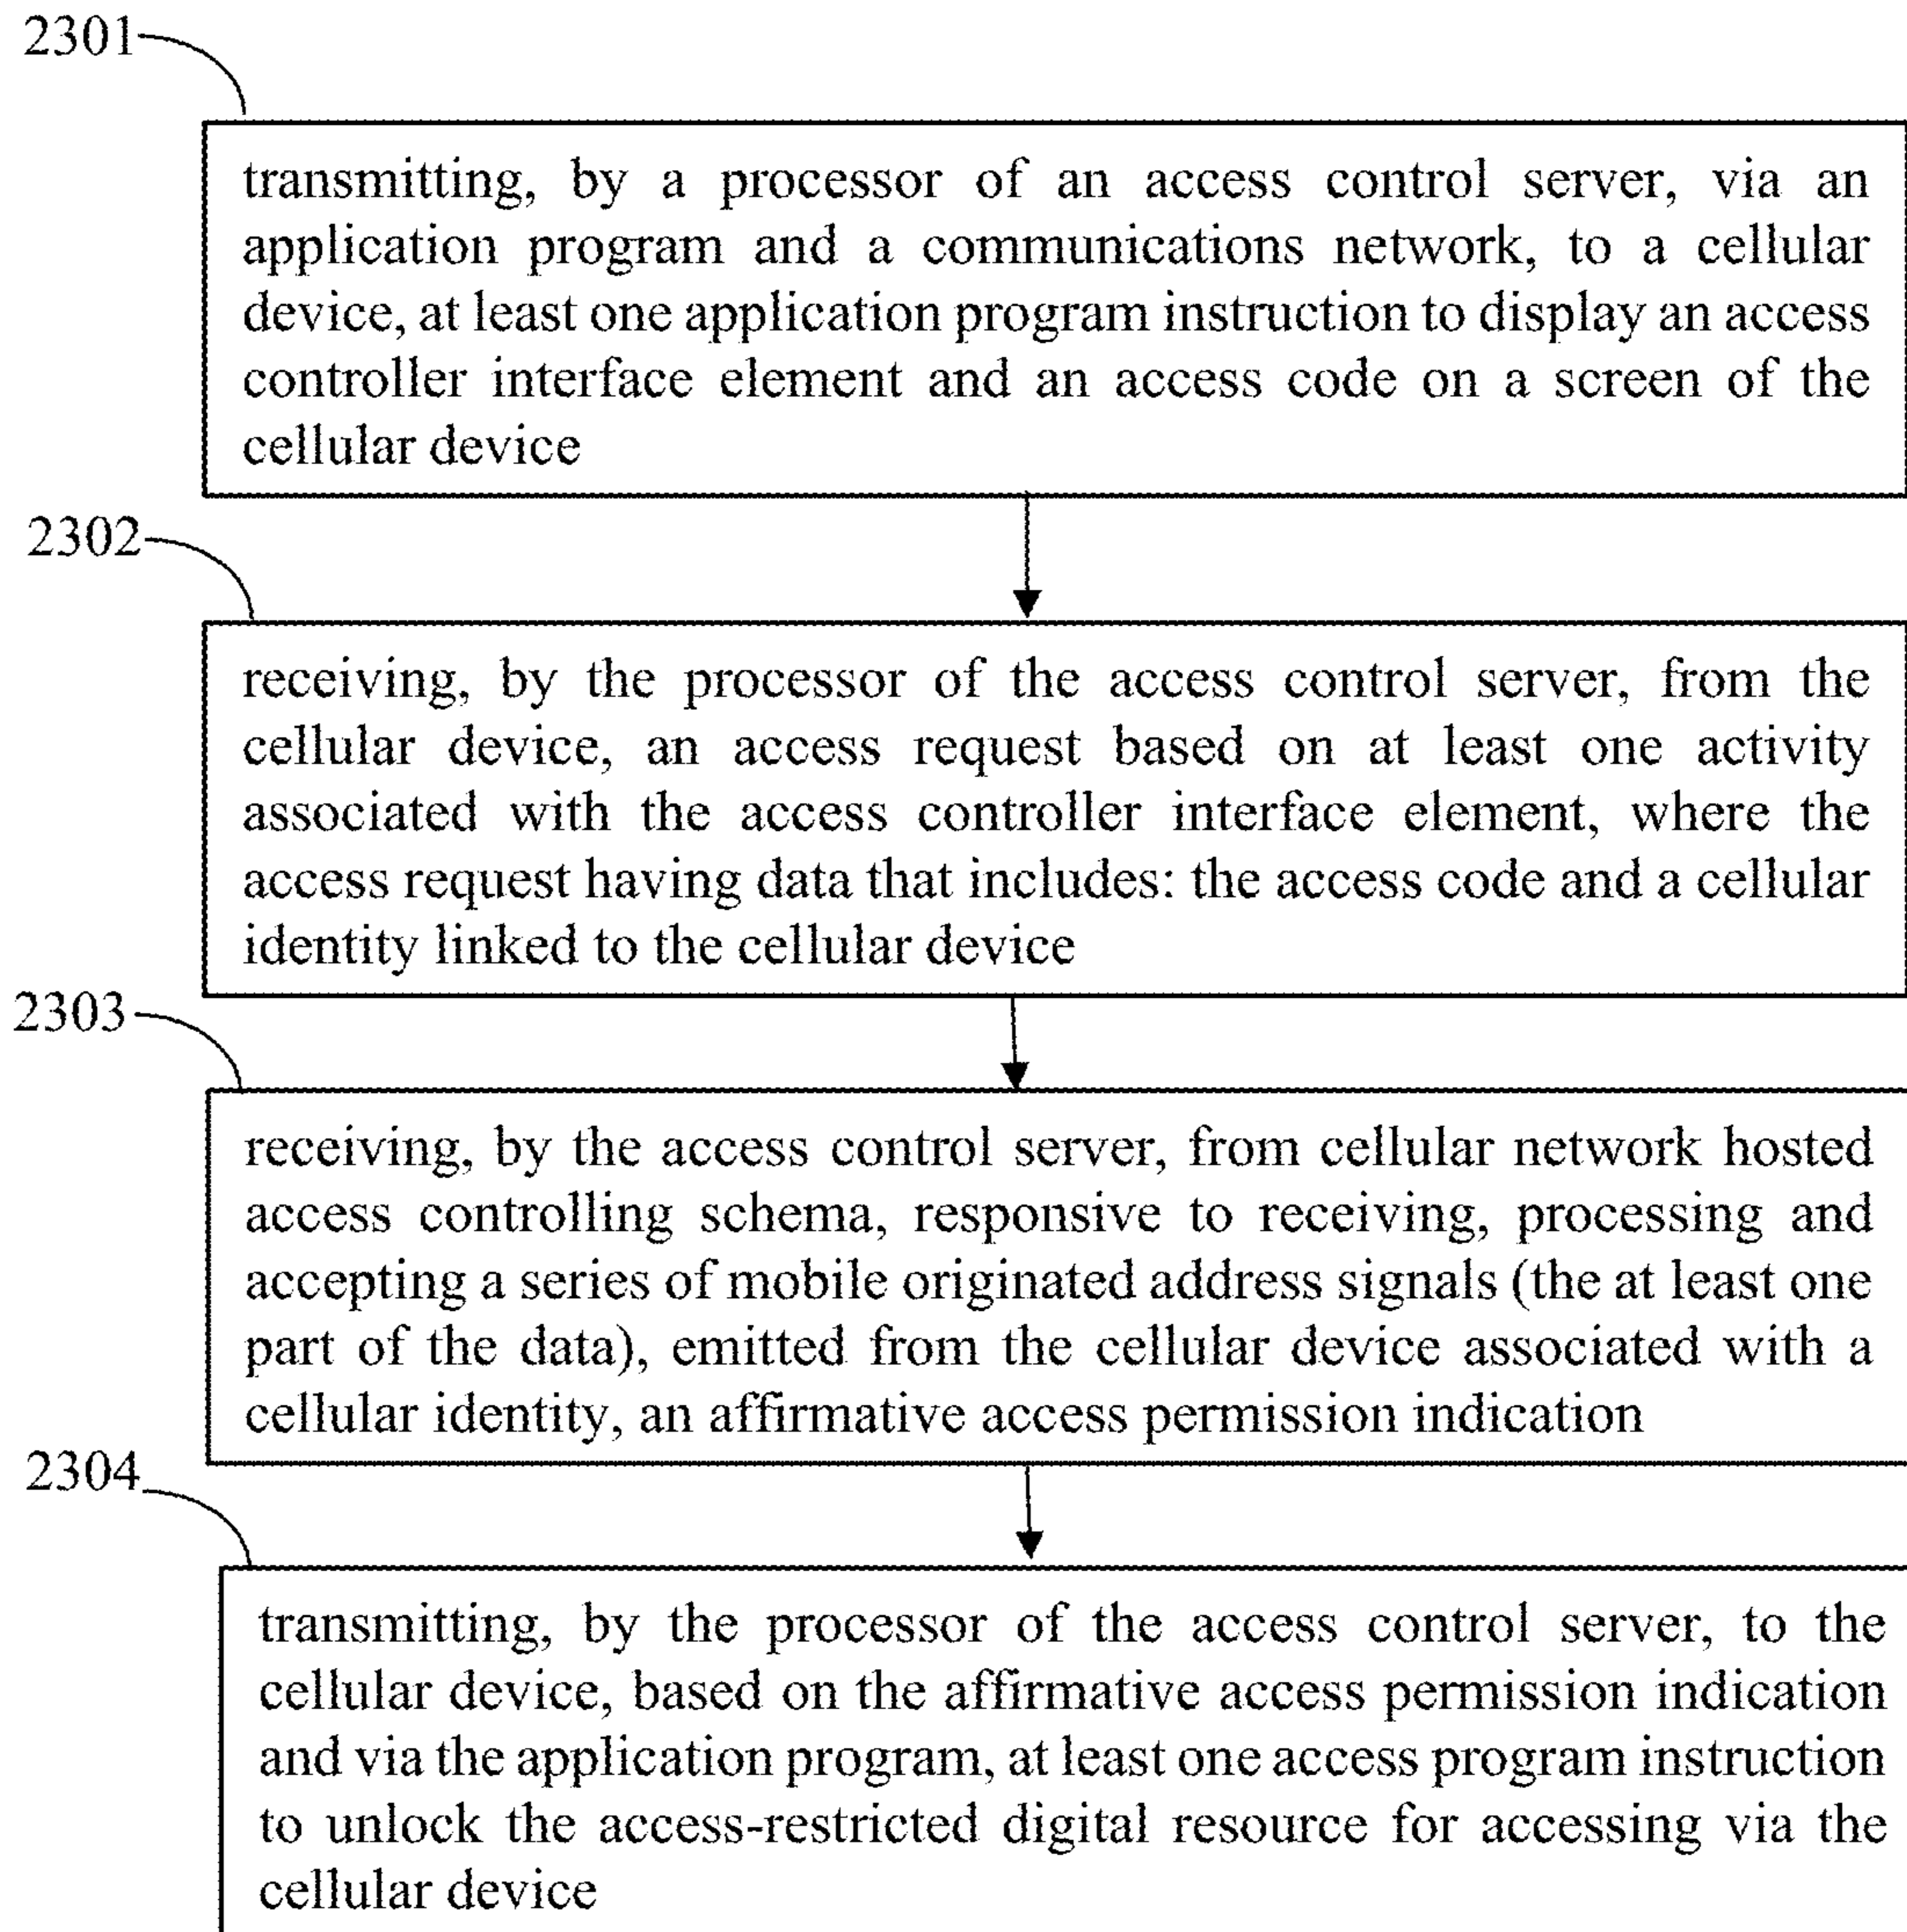 2301
transmitting, by a processor of an access control server, via an
application program and a communications network, to a cellular
device, at least one application program instruction to display an access
controller interface element and an access code on a screen of the
cellular device
2302
receiving, by the processor of the access control server, from the
cellular device, an access request based on at least one activity
associated with the access controller interface element, where the
access request having data that includes: the access code and a cellular
identity linked to the cellular device
2303
receiving, by the access control server, from cellular network hosted
access controlling schema, responsive to receiving, processing and
accepting a series of mobile originated address signals (the at least one
part of the data), emitted from the cellular device associated with a
cellular identity, an affirmative access permission indication
2304
transmitting, by the processor of the access control server, to the
cellular device, based on the affirmative access permission indication
and via the application program, at least one access program instruction
to unlock the access-restricted digital resource for accessing via the
cellular device